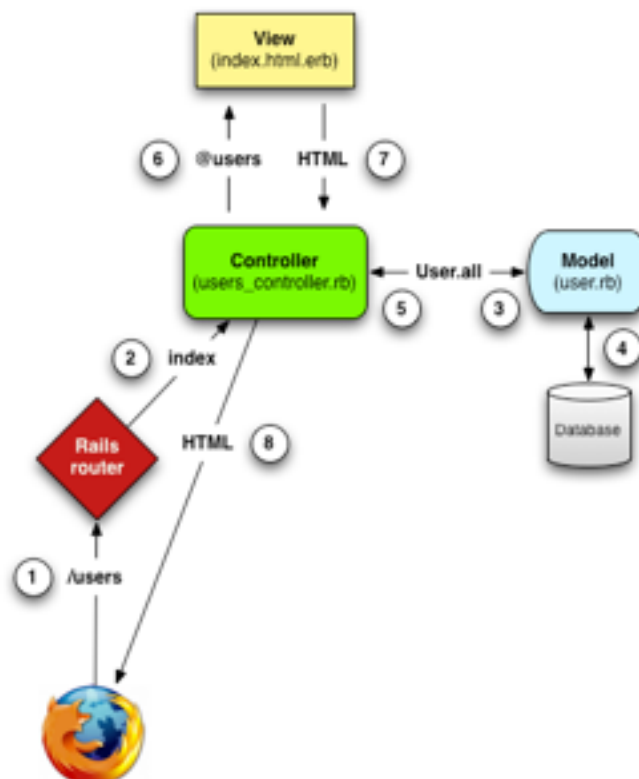 View
(index.html.erb)
6
@users
HTML
7
Controller
(users_controller.rb)
User.all
Model
(user.rb)
5
3
4
2
index
Database
Rails
router
HTML
8
1
/users